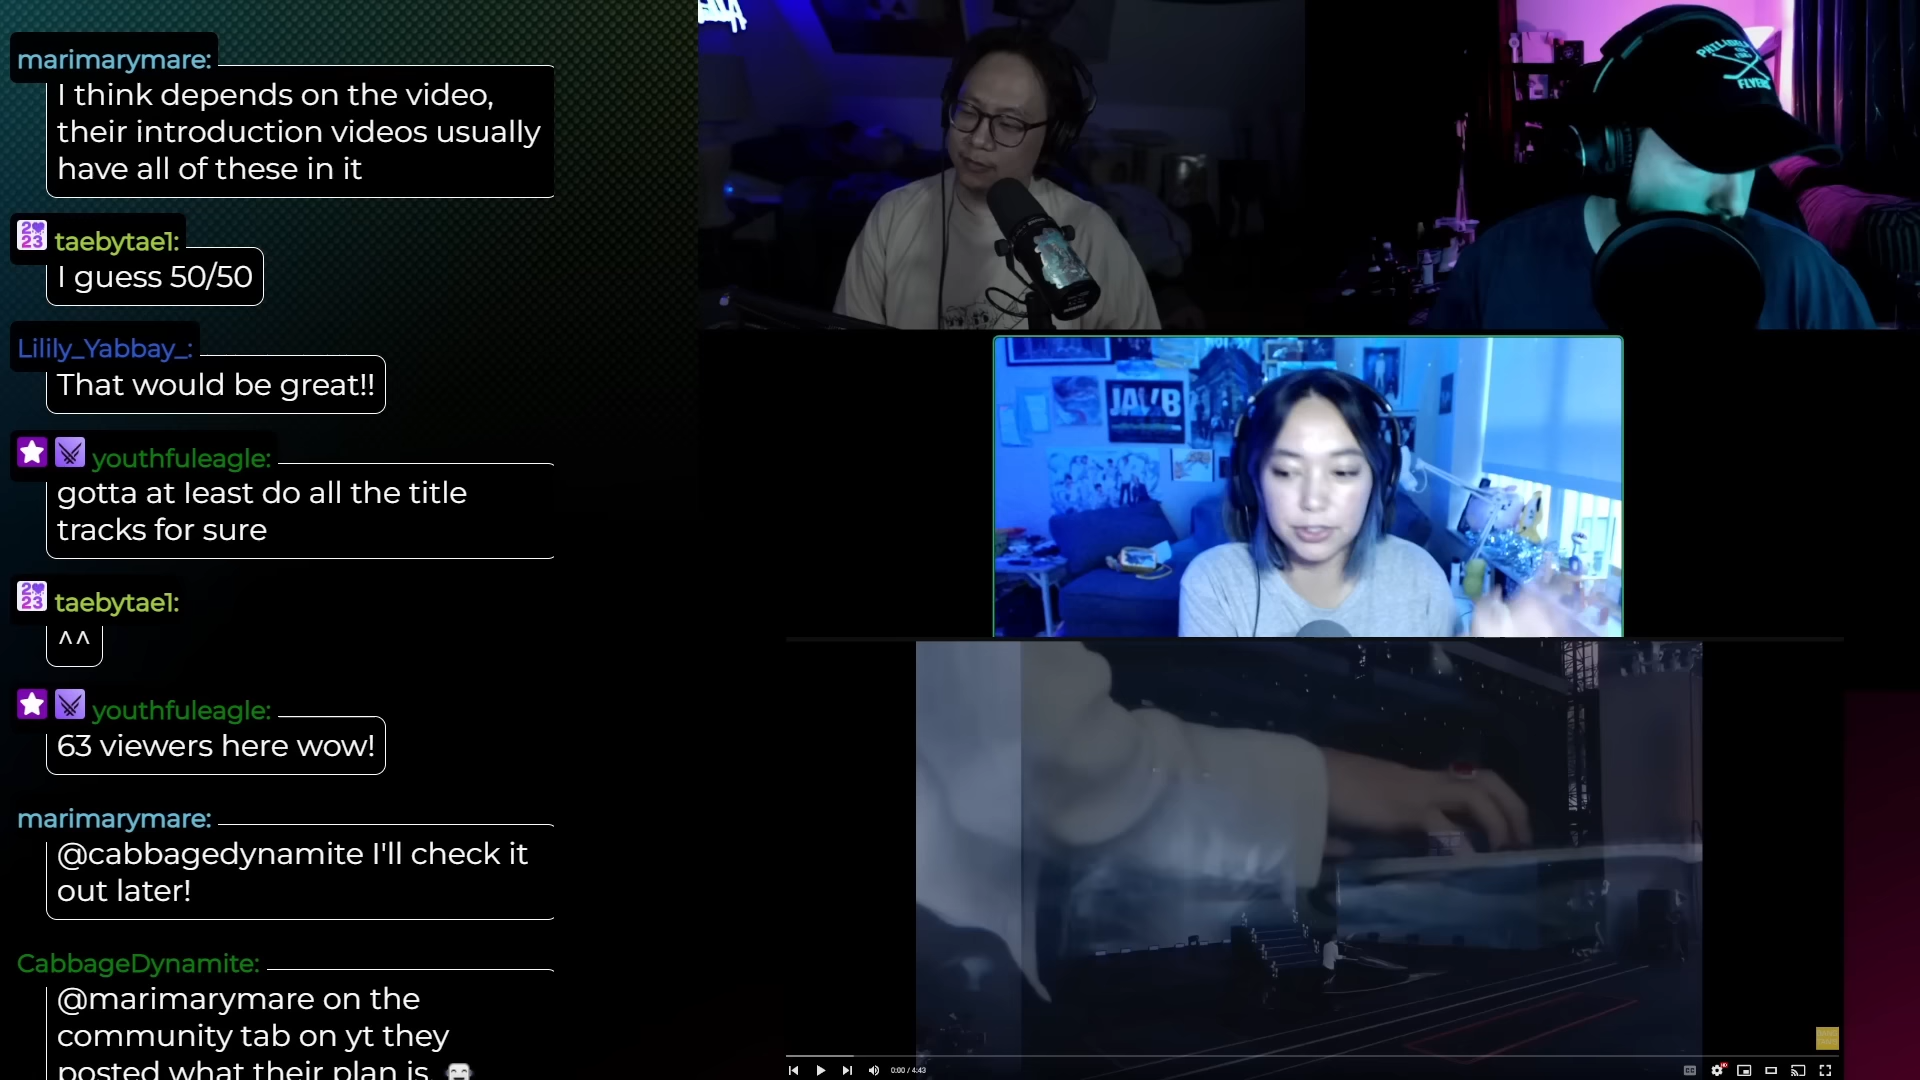 marimarymare:
I think depends on the video,
their introduction videos usually
have all of these in it
taebytae1:
I guess 50/50
Lilily_Yabbay_:
That would be great!!
youthfuleagle:
gotta at least do all the title
tracks for sure
taebytae1:
^^
youthfuleagle:
63 viewers here wow!
marimarymare:
@cabbagedynamite I'll check it
out later!
CabbageDynamite:
@marimarymare on the
community tab on yt they
posted what their plan is
FLYERS
0:00 / 4:43